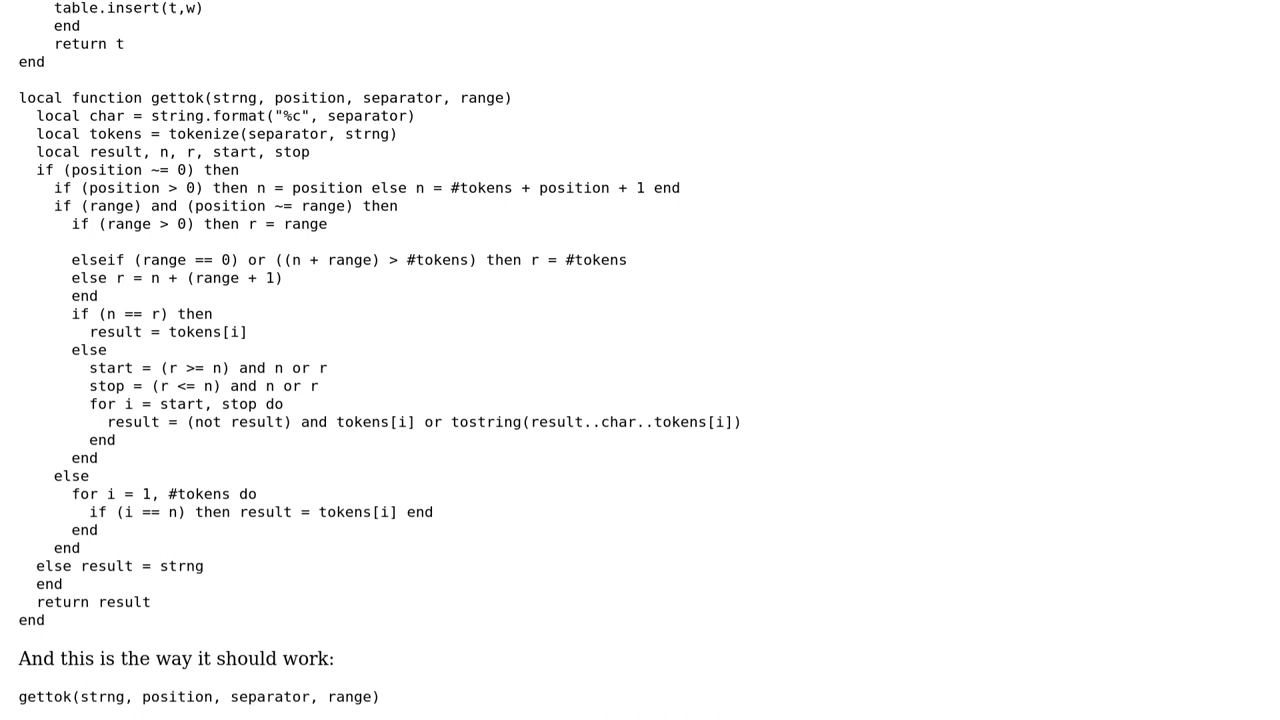 table.insert(t,w)
    end
    return t
end

local function gettok(strng, position, separator, range)
  local char = string.format("%c", separator)
  local tokens = tokenize(separator, strng)
  local result, n, r, start, stop
  if (position ~= 0) then
    if (position > 0) then n = position else n = #tokens + position + 1 end
    if (range) and (position ~= range) then
      if (range > 0) then r = range

      elseif (range == 0) or ((n + range) > #tokens) then r = #tokens
      else r = n + (range + 1)
      end
      if (n == r) then
        result = tokens[i]
      else
        start = (r >= n) and n or r
        stop = (r <= n) and n or r
        for i = start, stop do
          result = (not result) and tokens[i] or tostring(result..char..tokens[i])
        end
      end
    else
      for i = 1, #tokens do
        if (i == n) then result = tokens[i] end
      end
    end
  else result = strng
  end
  return result
end

And this is the way it should work:

gettok(strng, position, separator, range)